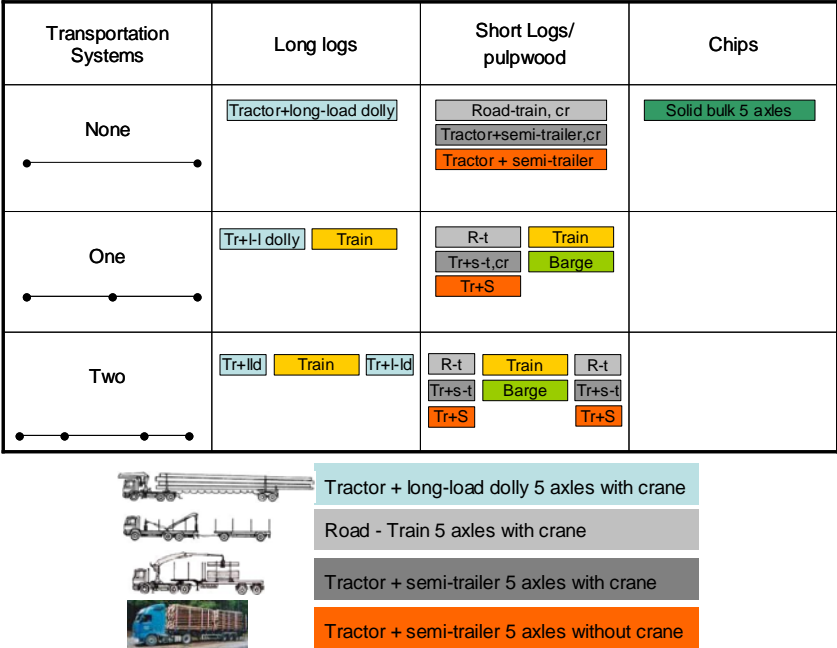 Transportation
Systems
Long logs
Short Logs/
pulpwood
Chips
None
Tractor+long-load dolly
Road-train, cr
Tractor+semi-trailer,cr
Tractor + semi-trailer
Solid bulk 5 axles
One
Tr+l-l dolly
Train
R-t
Train
Tr+s-t,cr
Barge
Tr+S
Two
Tr+lld
Train
Tr+l-ld
R-t
Train
R-t
Tr+s-t
Barge
Tr+s-t
Tr+S
Tr+S
Tractor + long-load dolly 5 axles with crane
Road - Train 5 axles with crane
Tractor + semi-trailer 5 axles with crane
Tractor + semi-trailer 5 axles without crane